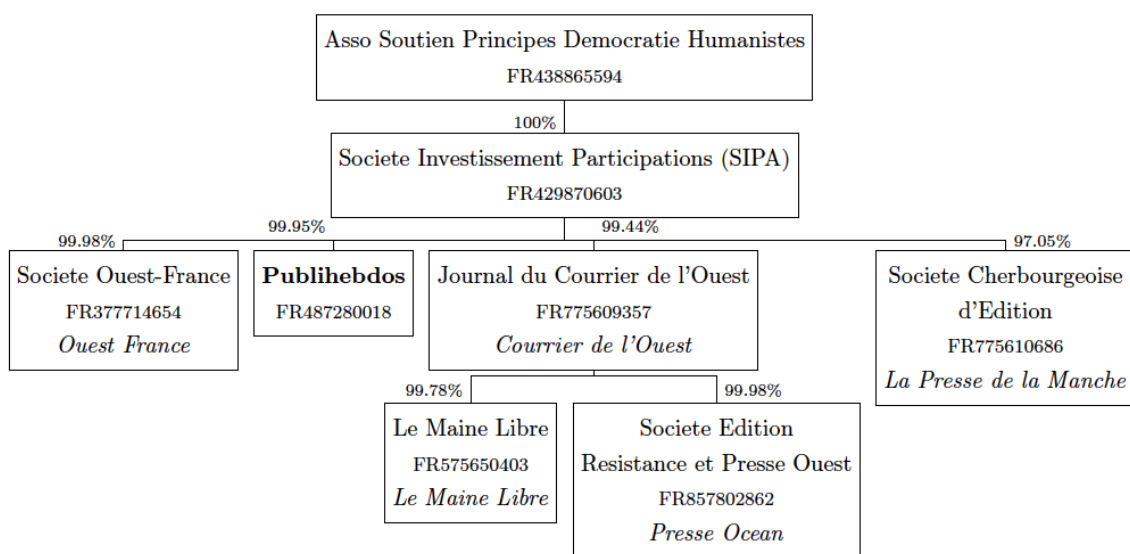 Asso Soutien Principes Democratie Humanistes
FR438865594
100%
Societe Investissement Participations (SIPA)
FR429870603
99.98%
99.95%
99.44%
97.05%
Societe Ouest-France
FR377714654
Ouest France
Publihebdos
FR487280018
Journal du Courrier de l'Ouest
FR775609357
Courrier de l'Ouest
Societe Cherbourgeoise
d'Edition
FR775610686
La Presse de la Manche
99.78%
99.98%
Le Maine Libre
FR575650403
Le Maine Libre
Societe Edition
Resistance et Presse Ouest
FR857802862
Presse Ocean